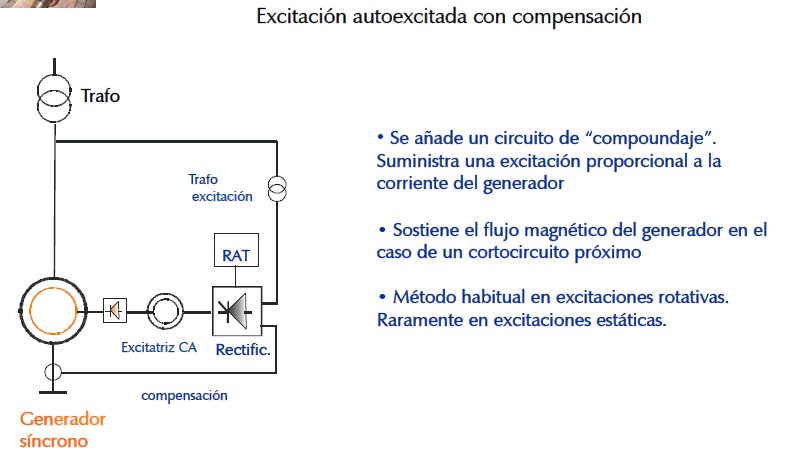 Excitación autoexcitada con compensación
Trafo
Trafo
excitación
RAT
Excitatriz CA
Rectific.
compensación
Generador
síncrono
• Se añade un circuito de “compoundaje”.
Suministra una excitación proporcional a la
corriente del generador
• Sostiene el flujo magnético del generador en el
caso de un cortocircuito próximo
• Método habitual en excitaciones rotativas.
Raramente en excitaciones estáticas.